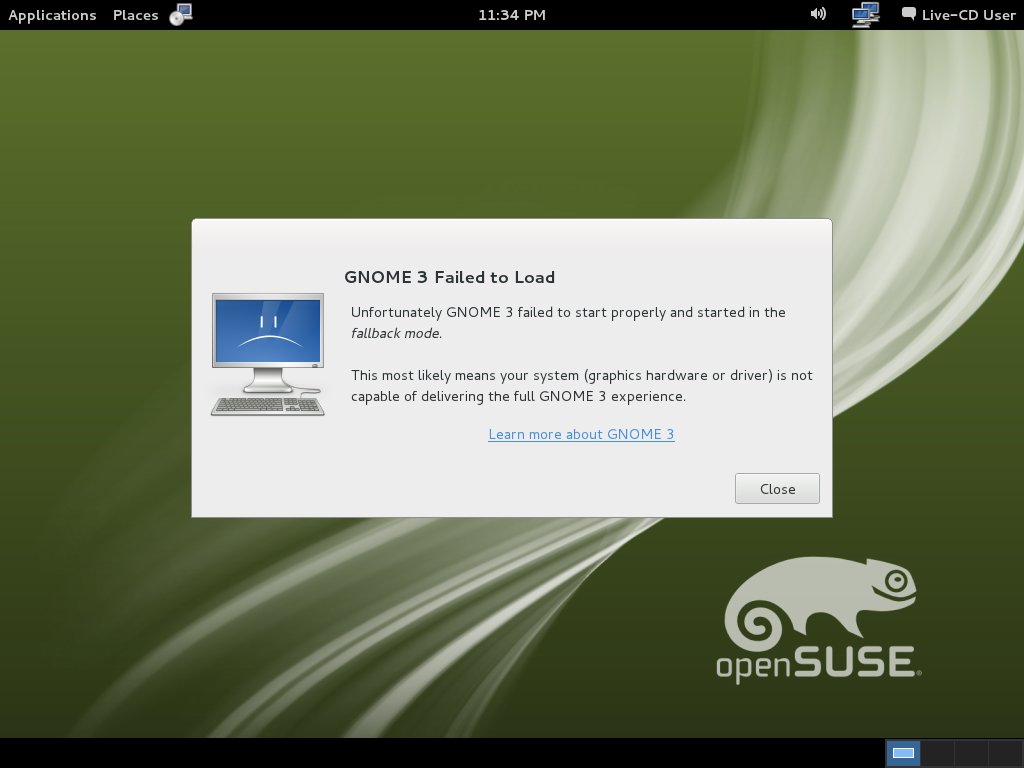 Applications Places 11:34 PM Live-CD User
GNOME 3 Failed to Load
Unfortunately GNOME 3 failed to start properly and started in the
fallback mode.
This most likely means your system (graphics hardware or driver) is not
capable of delivering the full GNOME 3 experience.
Learn more about GNOME 3
Close
openSUSE